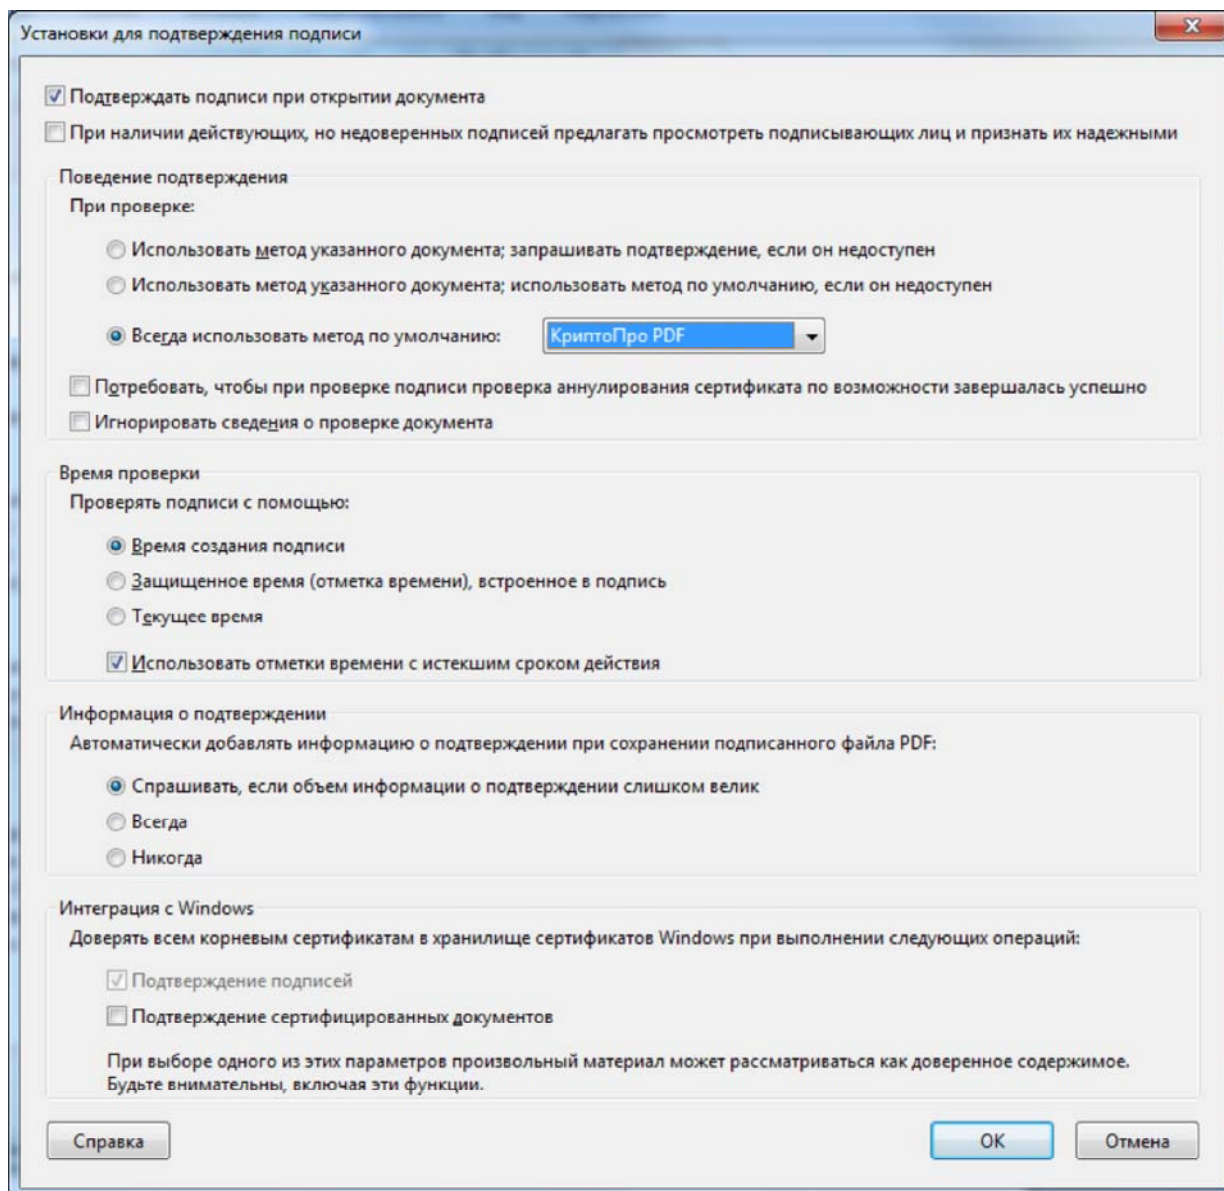 Установки для подтверждения подписи
Подтверждать подписи при открытии документа
При наличии действующих, но недоверенных подписей предлагать просмотреть подписывающих лиц и признать их надежными
Поведение подтверждения
При проверке:
Использовать метод указанного документа; запрашивать подтверждение, если он недоступен
Использовать метод указанного документа; использовать метод по умолчанию, если он недоступен
Всегда использовать метод по умолчанию: КриптоПро PDF
Потребовать, чтобы при проверке подписи проверка аннулирования сертификата по возможности завершалась успешно
Игнорировать сведения о проверке документа
Время проверки
Проверять подписи с помощью:
Время создания подписи
Защищенное время (отметка времени), встроенное в подпись
Текущее время
Использовать отметки времени с истекшим сроком действия
Информация о подтверждении
Автоматически добавлять информацию о подтверждении при сохранении подписанного файла PDF:
Спрашивать, если объем информации о подтверждении слишком велик
Всегда
Никогда
Интеграция с Windows
Доверять всем корневым сертификатам в хранилище сертификатов Windows при выполнении следующих операций:
Подтверждение подписей
Подтверждение сертифицированных документов
При выборе одного из этих параметров произвольный материал может рассматриваться как доверенное содержимое.
Будьте внимательны, включая эти функции.
Справка OK Отмена